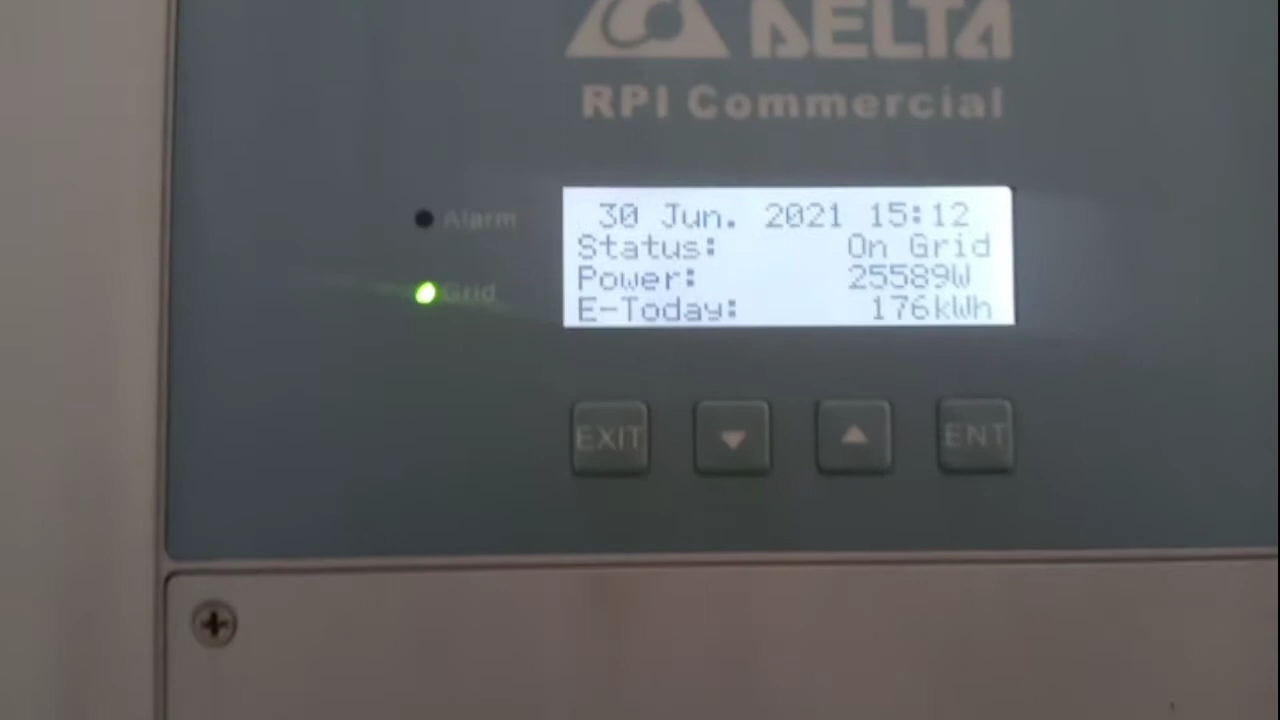 DELTA
RPI Commercial
30 Jun. 2021 15:12
Alarm
Status: On Grid
Power: 25589W
Grid
E-Today: 176kWh
EXIT
ENT